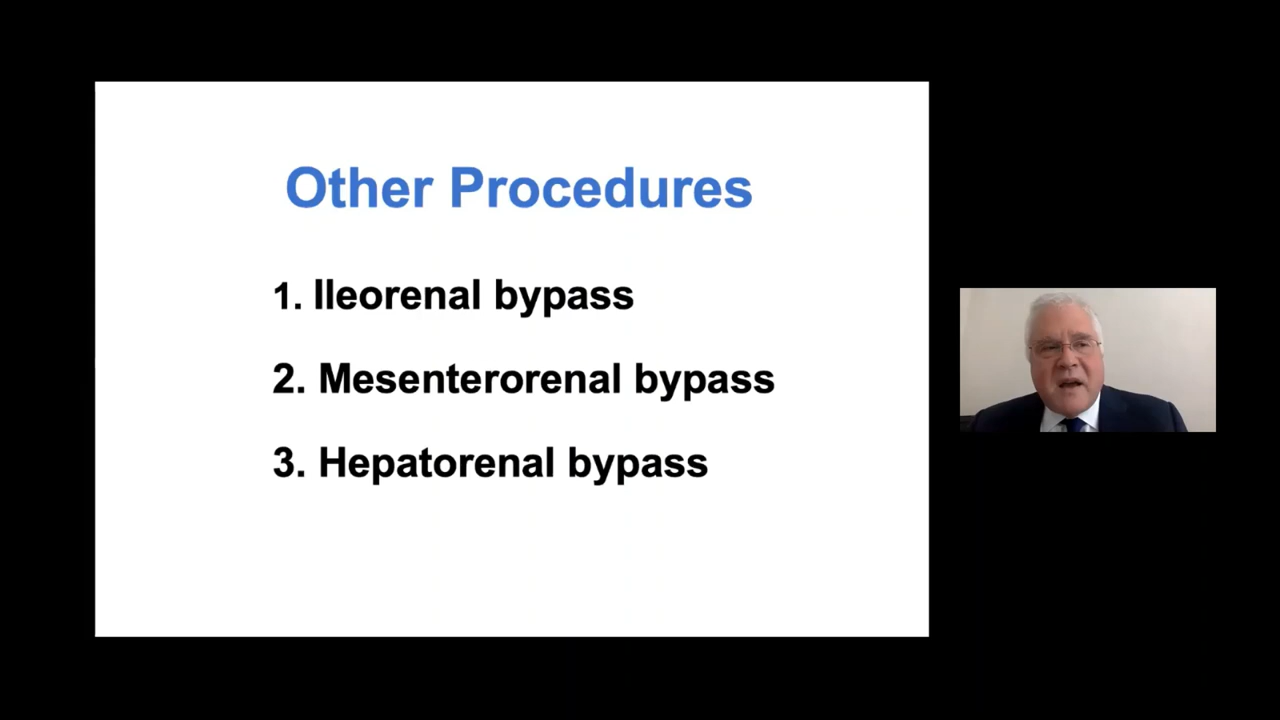 Other Procedures
1. Ileorenal bypass
2. Mesenterorenal bypass
3. Hepatorenal bypass